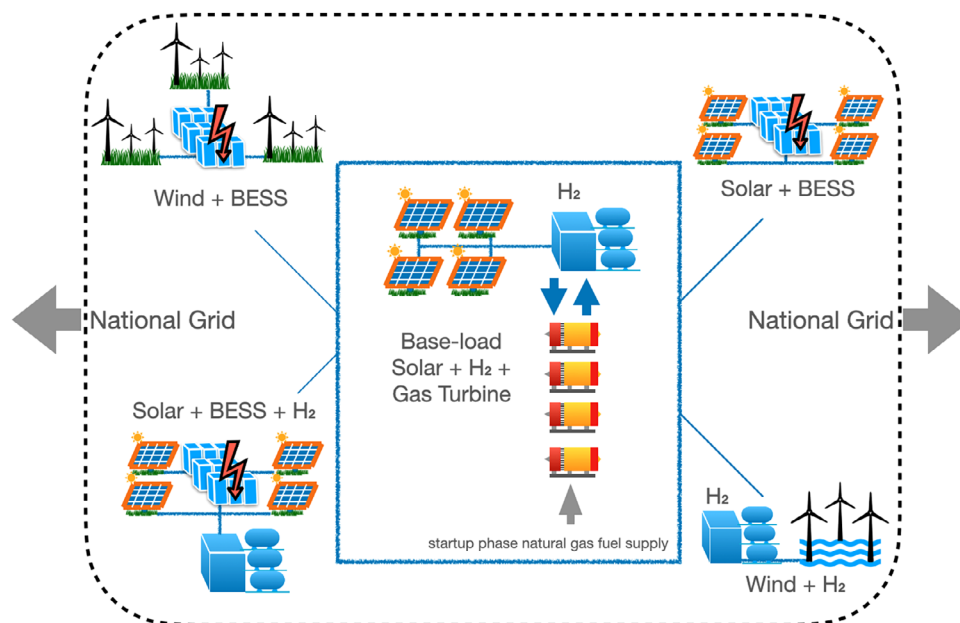 Wind + BESS
Solar + BESS
H₂
National Grid
National Grid
Base-load
Solar + H₂ +
Gas Turbine
Solar + BESS + H₂
startup phase natural gas fuel supply
H₂
Wind + H₂